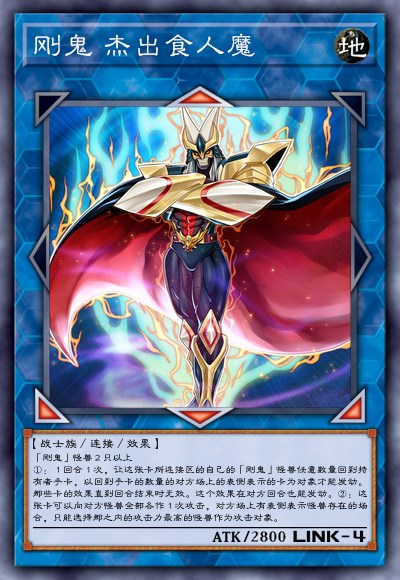 刚鬼 杰出食人魔
地
【战士族／连接／效果】
「刚鬼」怪兽２只以上
①：１回合１次，让这张卡所连接区的自己的「刚鬼」怪兽任意数量回到持
有者手卡，以回到手卡的数量的对方场上的表侧表示的卡为对象才能发动。
那些卡的效果直到回合结束时无效。这个效果在对方回合也能发动。②：这
张卡可以向对方怪兽全部各作１次攻击，对方场上有表侧表示怪兽存在的场
合，只能选择那之内的攻击力最高的怪兽作为攻击对象。
ATK/2800 LINK-4